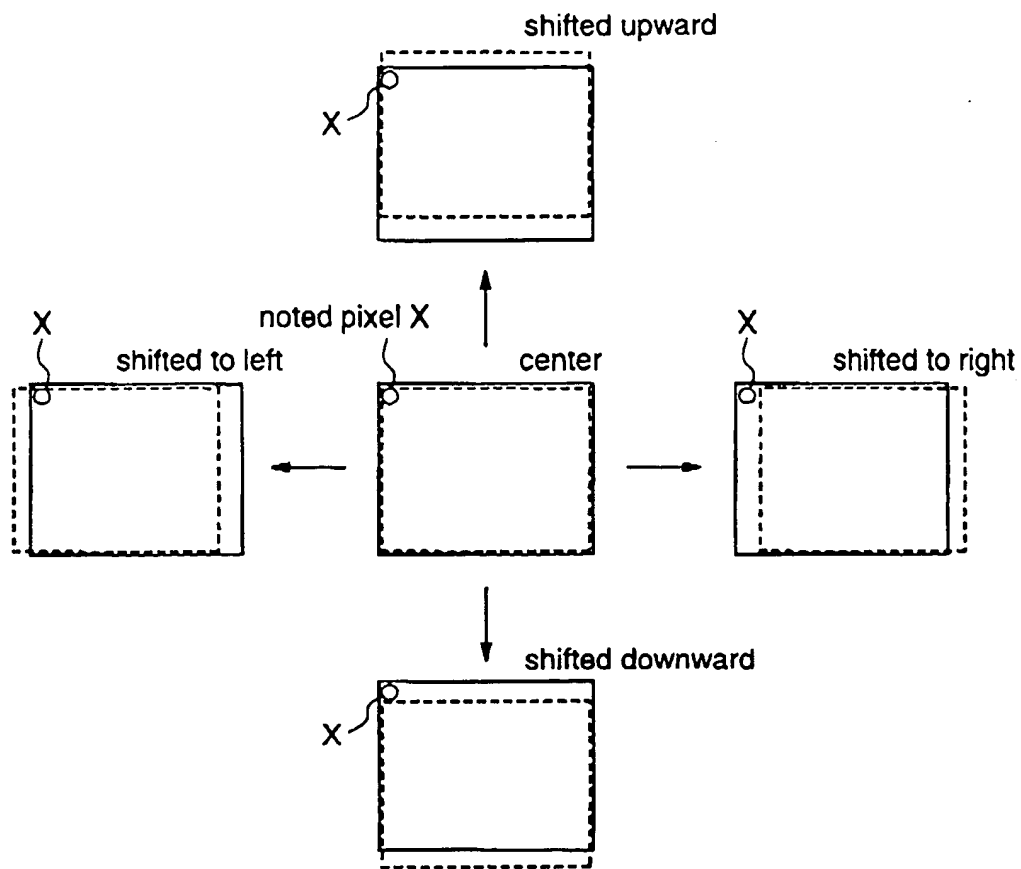 shifted upward
X
noted pixel X
X
shifted to left
center
X
shifted to right
shifted downward
X